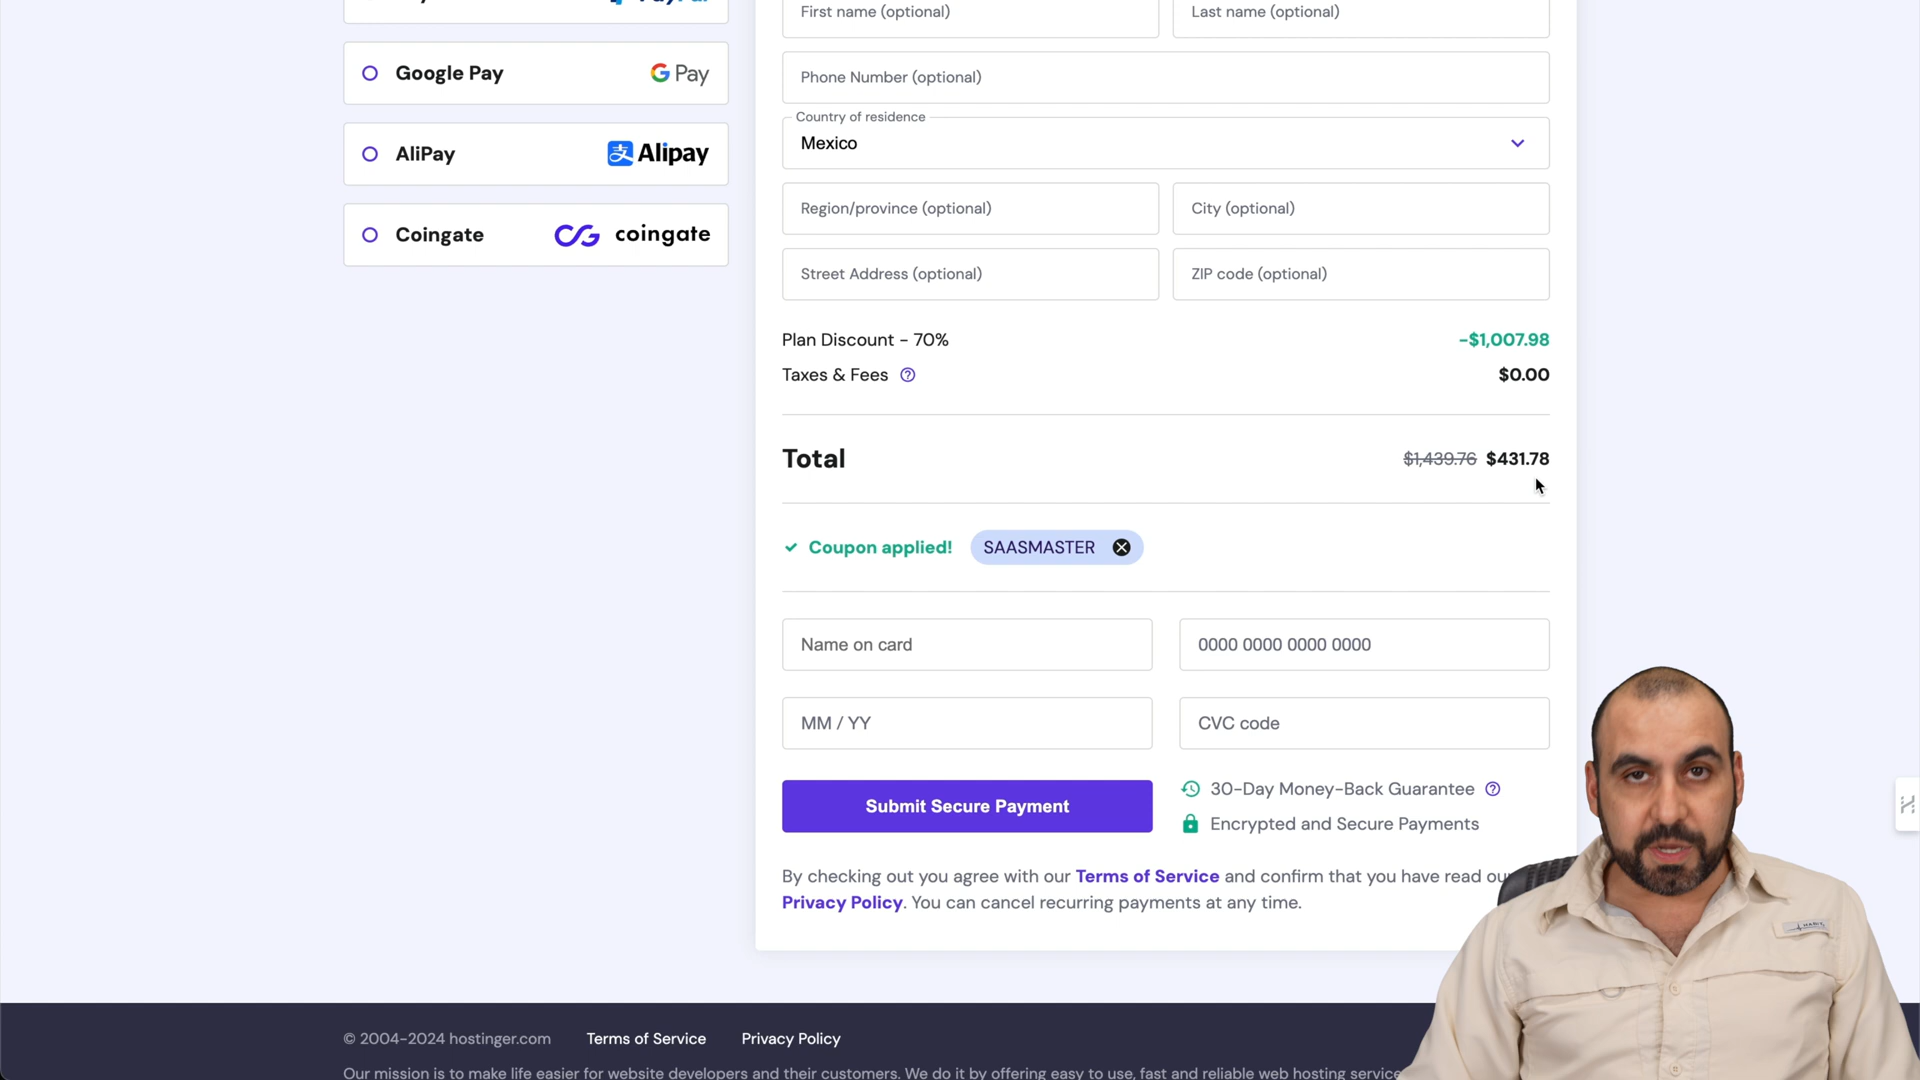 First name (optional)
Last name (optional)
Google Pay
G Pay
Phone Number (optional)
Country of residence
Mexico
AliPay
支 Alipay
Region/province (optional)
City (optional)
Coingate
coingate
Street Address (optional)
ZIP code (optional)
Plan Discount - 70%
-$1,007.98
Taxes & Fees
$0.00
Total
$1,439.76 $431.78
Coupon applied!
SAASMASTER
Name on card
0000 0000 0000 0000
MM / YY
CVC code
Submit Secure Payment
30-Day Money-Back Guarantee
Encrypted and Secure Payments
By checking out you agree with our Terms of Service and confirm that you have read our
Privacy Policy. You can cancel recurring payments at any time.
© 2004-2024 hostinger.com
Terms of Service
Privacy Policy
Our mission is to make life easier for website developers and their customers. We do it by offering easy to use, fast and reliable web hosting service